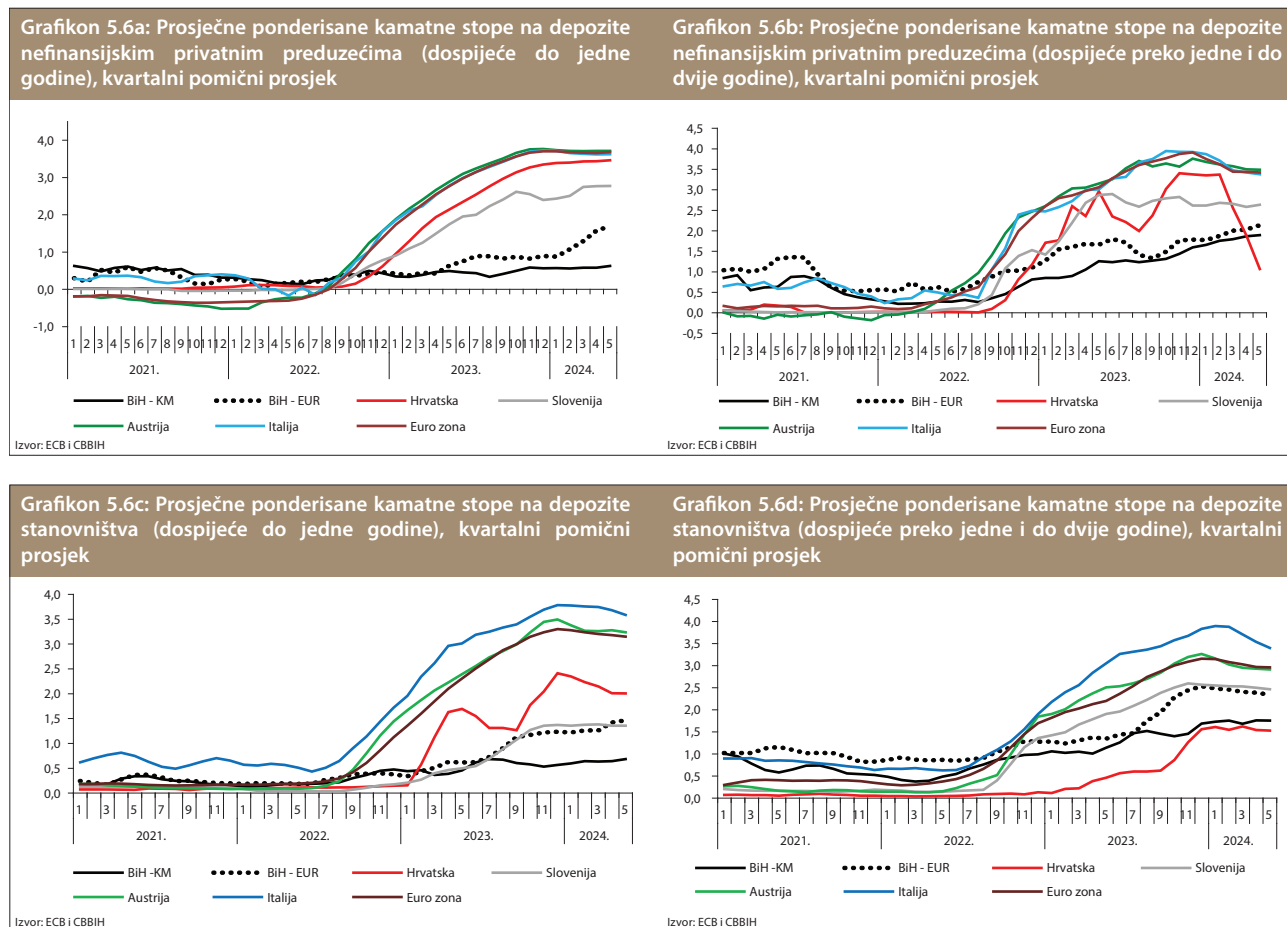 Grafikon 5.6a: Prosječne ponderisane kamatne stope na depozite
nefinansijskim privatnim preduzećima (dospijeće do jedne
godine), kvartalni pomični prosjek
4,0
3,0
2,0
1,0
0,0
-1,0
1 2 3 4 5 6 7 8 9 10 11 12 1 2 3 4 5 6 7 8 9 10 11 12 1 2 3 4 5 6 7 8 9 10 11 12 1 2 3 4 5
2021. 2022. 2023. 2024.
BiH - KM BiH - EUR Hrvatska Slovenija
Austrija Italija Euro zona
Izvor: ECB i CBBIH
Grafikon 5.6b: Prosječne ponderisane kamatne stope na depozite
nefinansijskim privatnim preduzećima (dospijeće preko jedne i do
dvije godine), kvartalni pomični prosjek
4,5
4,0
3,5
3,0
2,5
2,0
1,5
1,0
0,5
0,0
-0,5
1 2 3 4 5 6 7 8 9 10 11 12 1 2 3 4 5 6 7 8 9 10 11 12 1 2 3 4 5 6 7 8 9 10 11 12 1 2 3 4 5
2021. 2022. 2023. 2024.
BiH - KM BiH - EUR Hrvatska Slovenija
Austrija Italija Euro zona
Izvor: ECB i CBBIH
Grafikon 5.6c: Prosječne ponderisane kamatne stope na depozite
stanovništva (dospijeće do jedne godine), kvartalni pomični
prosjek
4,0
3,5
3,0
2,5
2,0
1,5
1,0
0,5
0,0
1 3 5 7 9 11 1 3 5 7 9 11 1 3 5 7 9 11 1 3 5
2021. 2022. 2023. 2024.
BiH -KM BiH - EUR Hrvatska Slovenija
Austrija Italija Euro zona
Izvor: ECB i CBBIH
Grafikon 5.6d: Prosječne ponderisane kamatne stope na depozite
stanovništva (dospijeće preko jedne i do dvije godine), kvartalni
pomični prosjek
4,5
4,0
3,5
3,0
2,5
2,0
1,5
1,0
0,5
0,0
1 3 5 7 9 11 1 3 5 7 9 11 1 3 5 7 9 11 1 3 5
2021. 2022. 2023. 2024.
BiH - KM BiH - EUR Hrvatska Slovenija
Austrija Italija Euro zona
Izvor: ECB i CBBIH